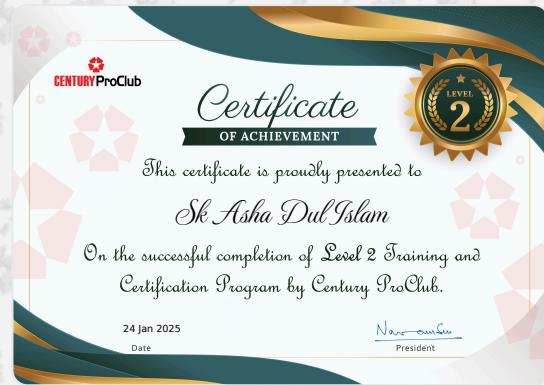 CENTURY ProClub
LEVEL
2
Certificate
OF ACHIEVEMENT
This certificate is proudly presented to
Sk Asha Dul Islam
On the successful completion of Level 2 Training and
Certification Program by Century ProClub.
24 Jan 2025
Date
President